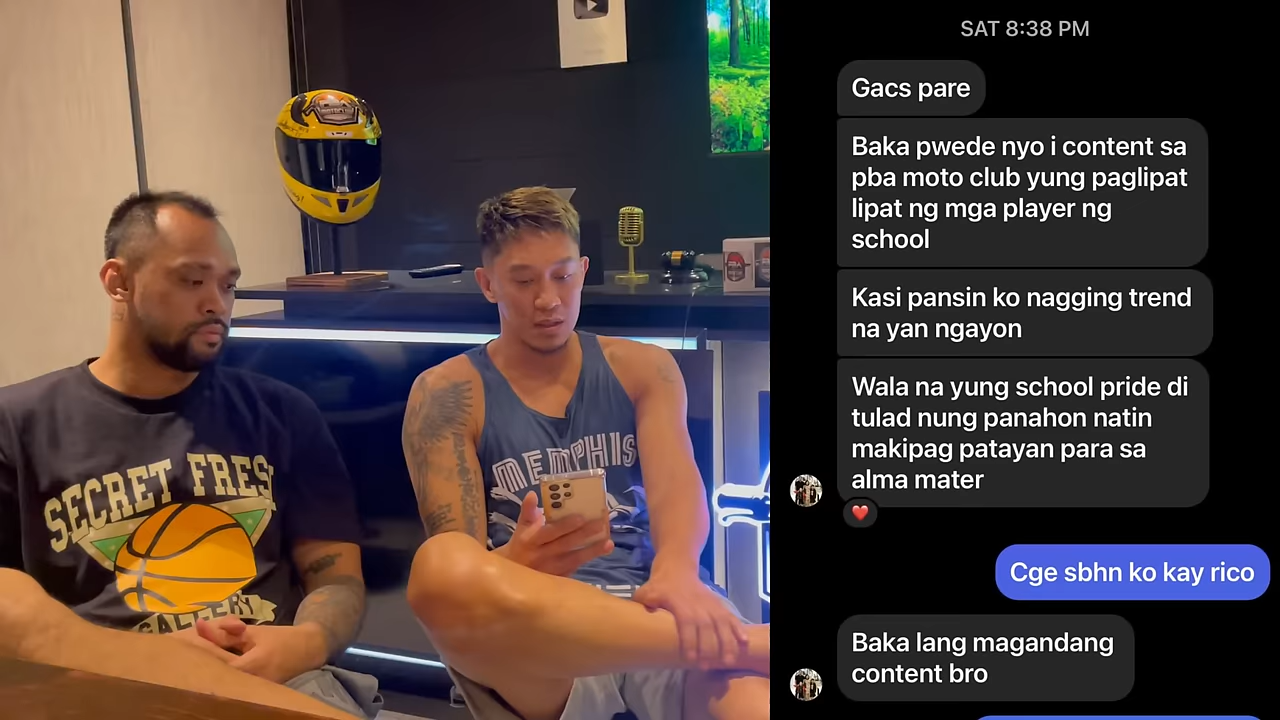 SECRET FRESH
GALLERY
MEMPHIS
SAT 8:38 PM
Gacs pare
Baka pwede nyo i content sa
pba moto club yung paglipat
lipat ng mga player ng
school
Kasi pansin ko nagging trend
na yan ngayon
Wala na yung school pride di
tulad nung panahon natin
makipag patayan para sa
alma mater
Cge sbhn ko kay rico
Baka lang magandang
content bro